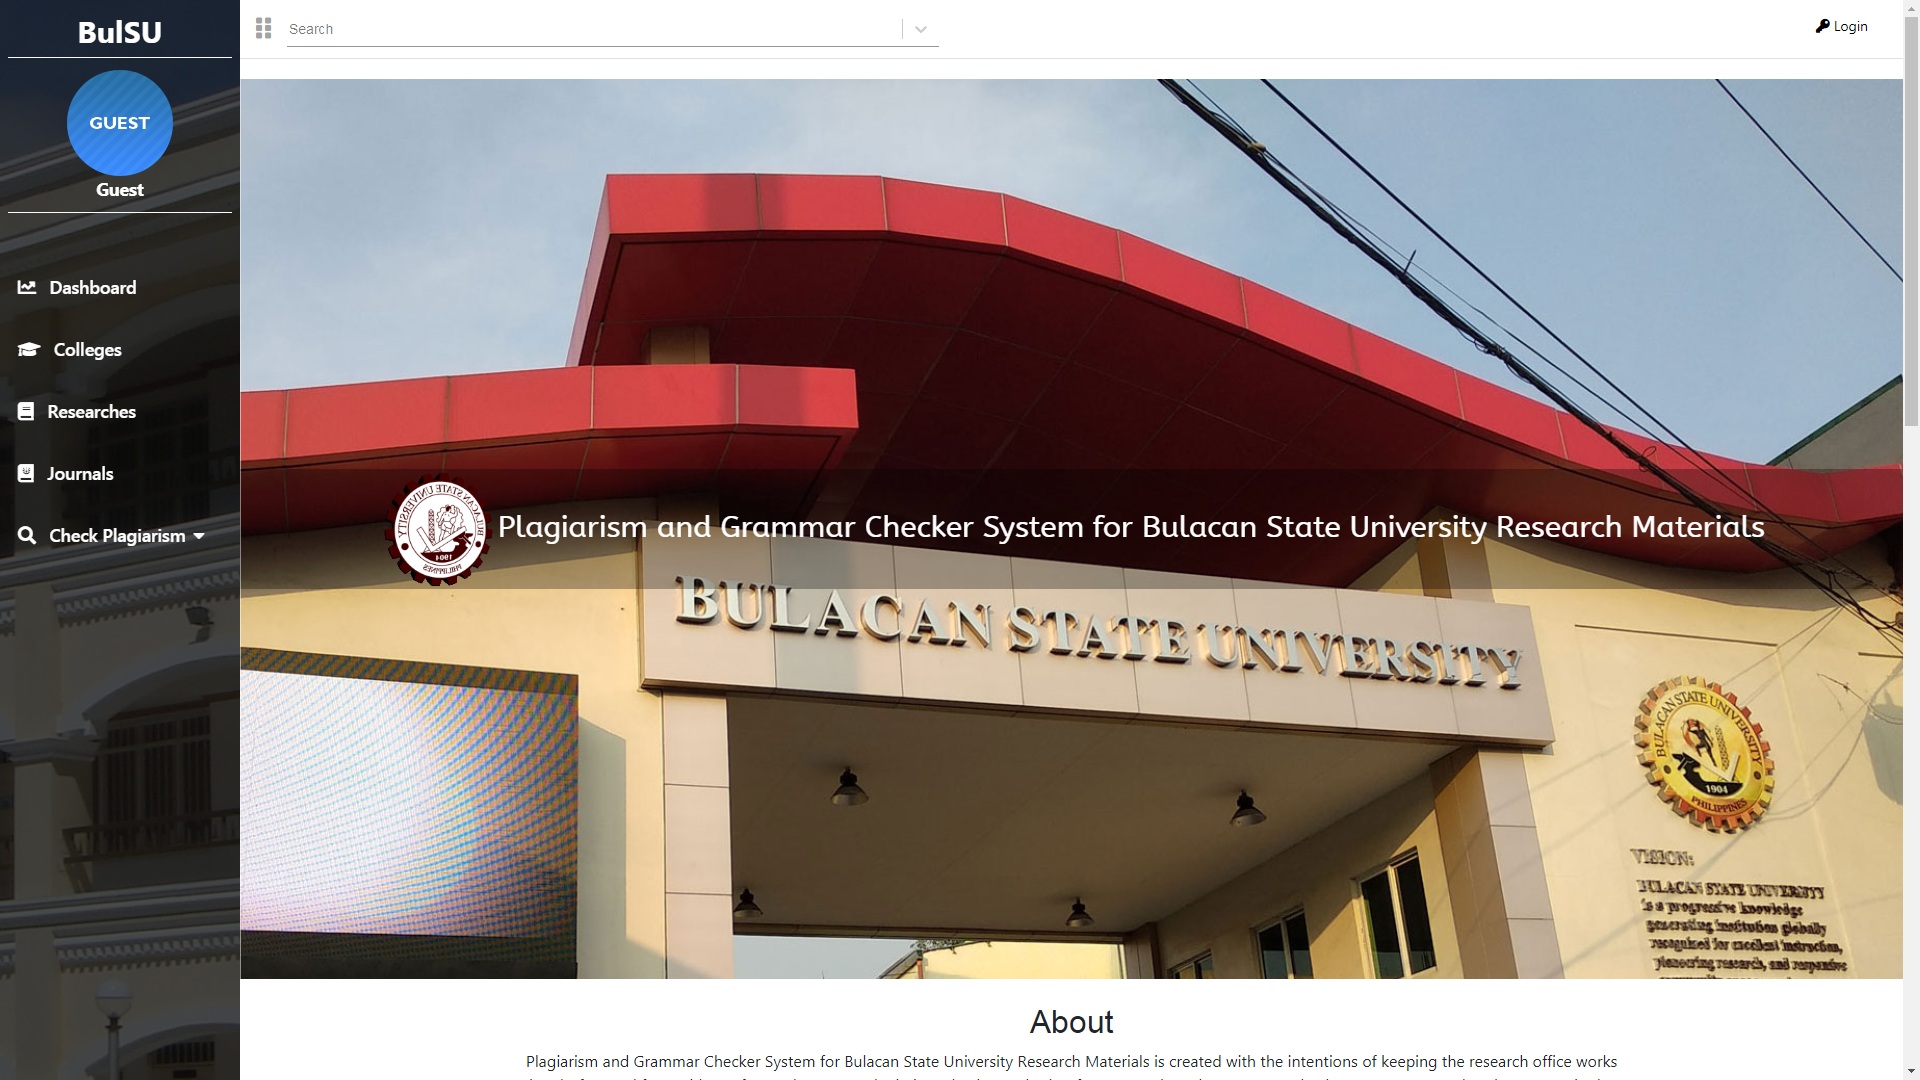 BulSU
GUEST
Guest
Dashboard
Colleges
Researches
Journals
Check Plagiarism
Search
Login
Plagiarism and Grammar Checker System for Bulacan State University Research Materials
BULACAN STATE UNIVERSITY
BULACAN STATE UNIVERSITY
1904
PHILIPPINES
BULACAN STATE UNIVERSITY
1904
PHILIPPINES
VISION:
BULACAN STATE UNIVERSITY
is a progressive knowledge
generating institution globally
recognized for excellent instruction,
pioneering research, and responsive
About
Plagiarism and Grammar Checker System for Bulacan State University Research Materials is created with the intentions of keeping the research office works